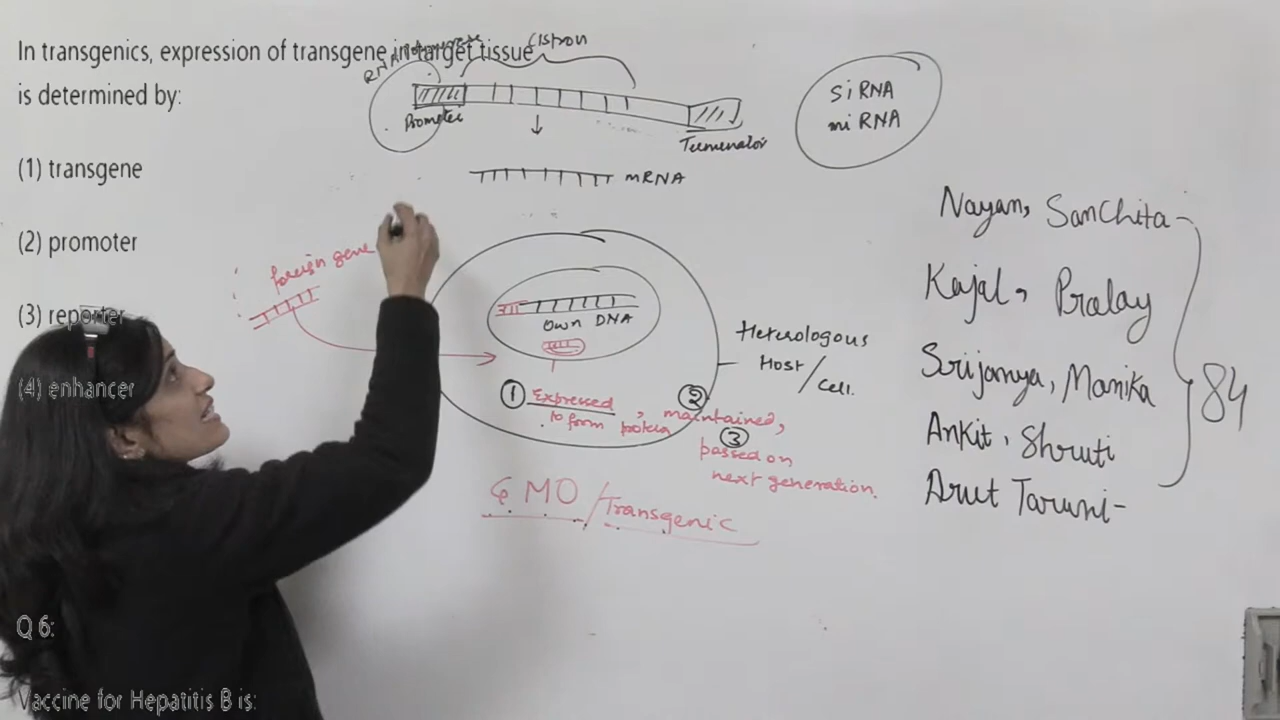 In transgenics, expression of transgene in target tissue
is determined by:
(1) transgene
(2) promoter
(3) reporter
(4) enhancer
Q 6:
Vaccine for Hepatitis B is:
Cistron
Promoter
Terminator
mRNA
SiRNA
miRNA
foreign gene
Own DNA
Heterologous
Host/
Cell.
1 Expressed
to form protein, 2 maintained,
3
passed on
next generation.
GMO/Transgenic
Nayan, Sanchita
Kajal, Pralay
Srijanya, Manika
Ankit, Shruti
Taruni
84